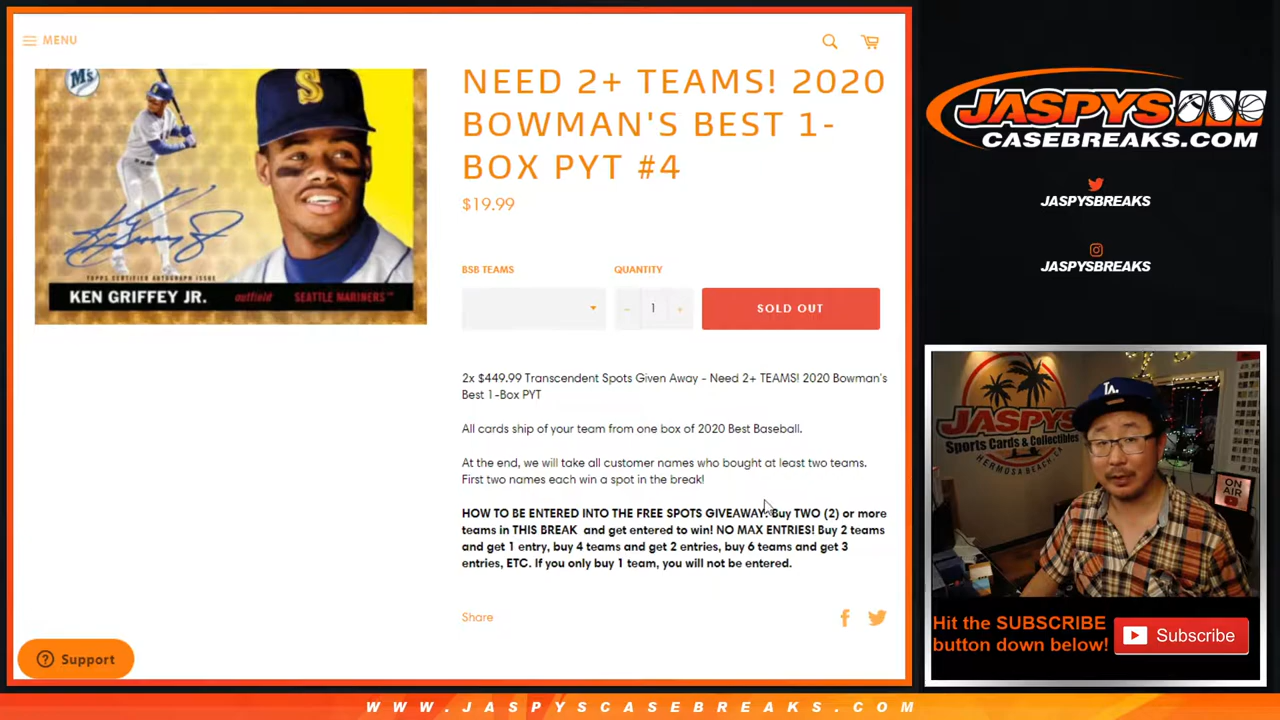 MENU
M's
TOPPS CERTIFIED AUTOGRAPH ISSUE
KEN GRIFFEY JR. outfield SEATTLE MARINERS™
NEED 2+ TEAMS! 2020
BOWMAN'S BEST 1-
BOX PYT #4
$19.99
BSB TEAMS QUANTITY
− 1 + SOLD OUT
2x $449.99 Transcendent Spots Given Away - Need 2+ TEAMS! 2020 Bowman's
Best 1-Box PYT
All cards ship of your team from one box of 2020 Best Baseball.
At the end, we will take all customer names who bought at least two teams.
First two names each win a spot in the break!
HOW TO BE ENTERED INTO THE FREE SPOTS GIVEAWAY: Buy TWO (2) or more
teams in THIS BREAK and get entered to win! NO MAX ENTRIES! Buy 2 teams
and get 1 entry, buy 4 teams and get 2 entries, buy 6 teams and get 3
entries, ETC. If you only buy 1 team, you will not be entered.
Share
Support
JASPYS
CASEBREAKS.COM
JASPYSBREAKS
JASPYSBREAKS
JASPYS
Sports Cards & Collectibles
HERMOSA BEACH, CA
LA
ON
AIR
Hit the SUBSCRIBE
button down below!
Subscribe
WWW.JASPYSCASEBREAKS.COM